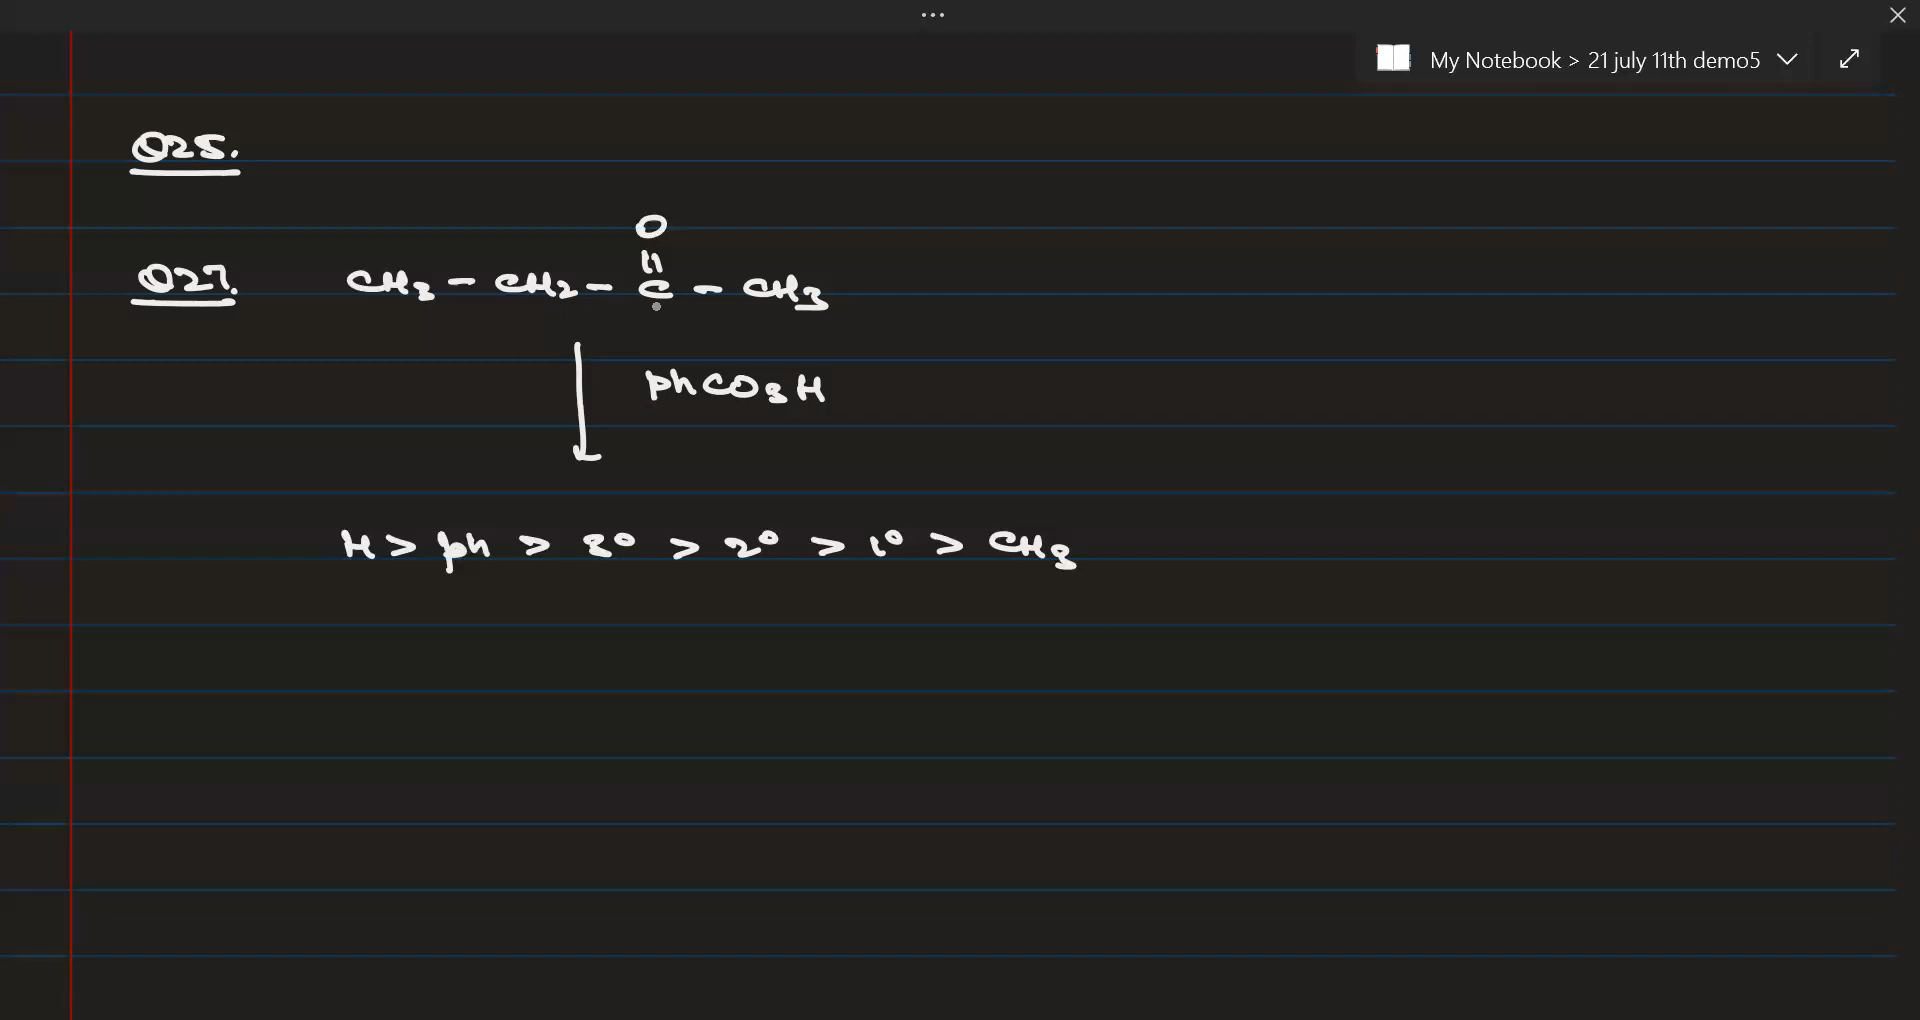 My Notebook > 21 july 11th demo5
Q25.
O
||
Q27. CH3 - CH2 - C - CH3
phCO3H
H > ph > 3° > 2° > 1° > CH3